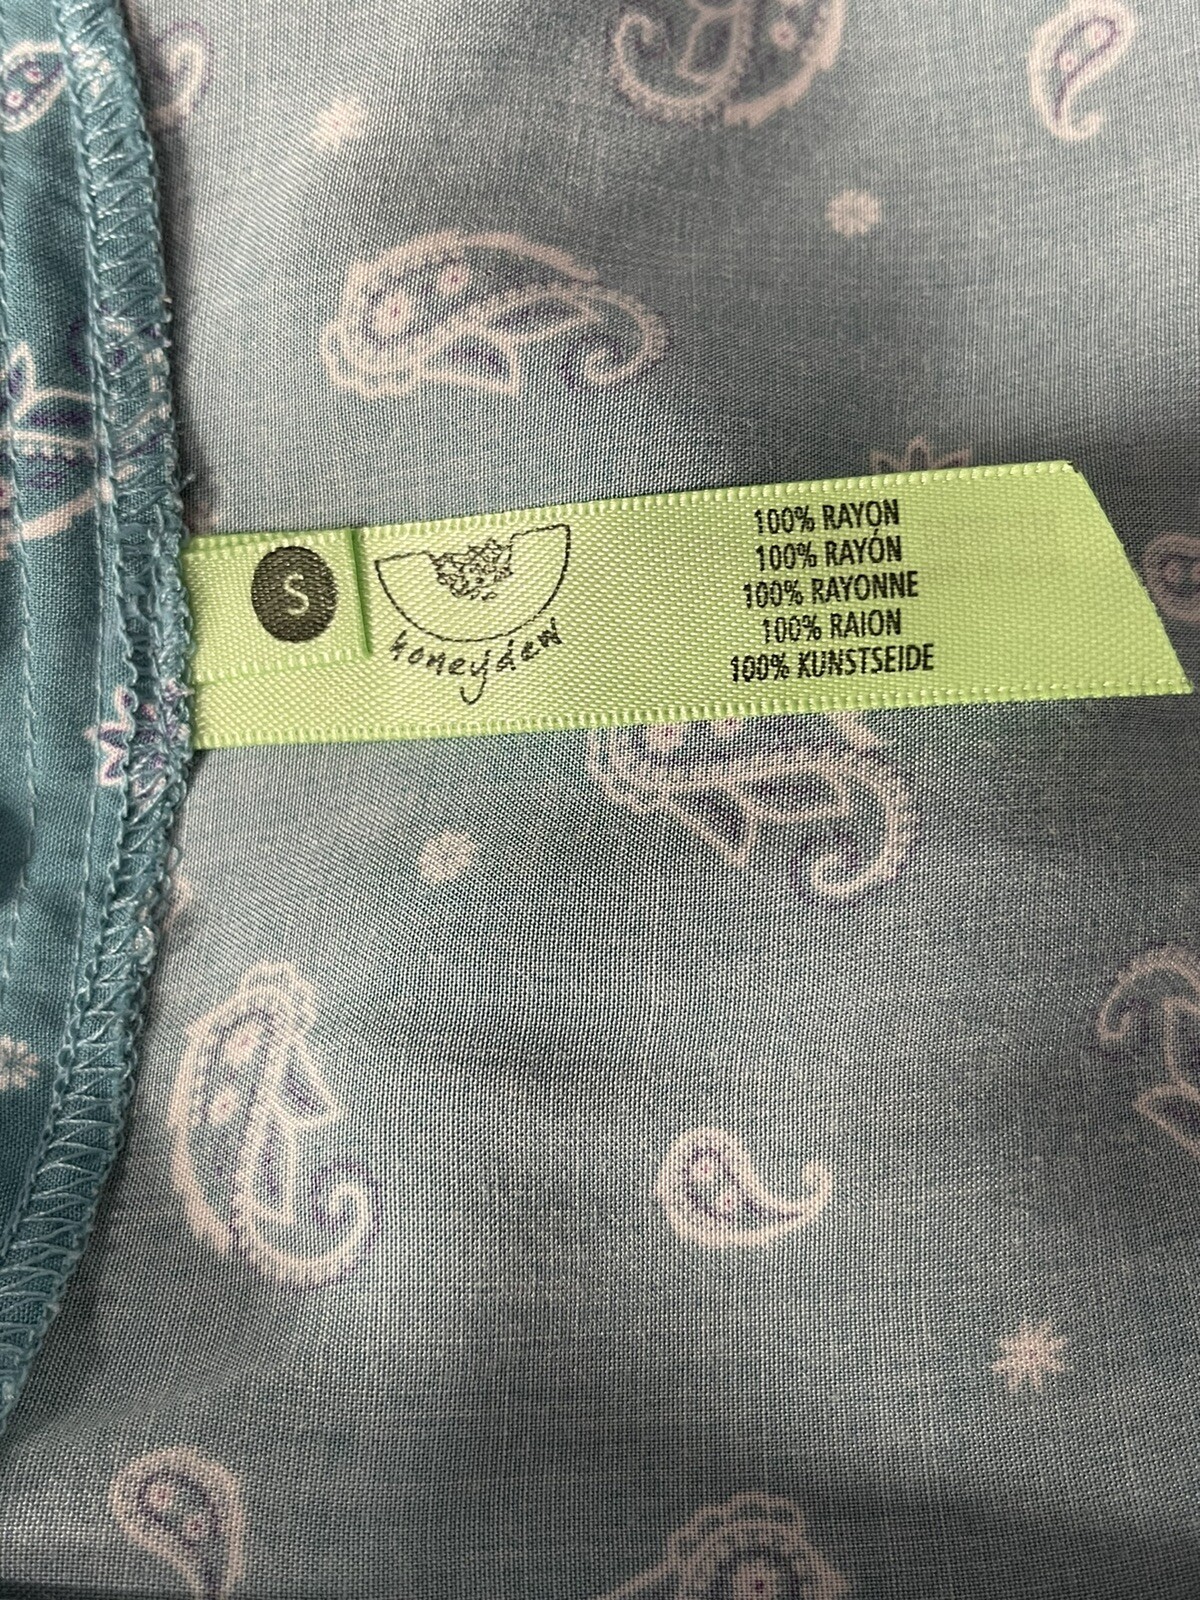 S
honeydew
100% RAYON
100% RAYÓN
100% RAYONNE
100% RAION
100% KUNSTSEIDE